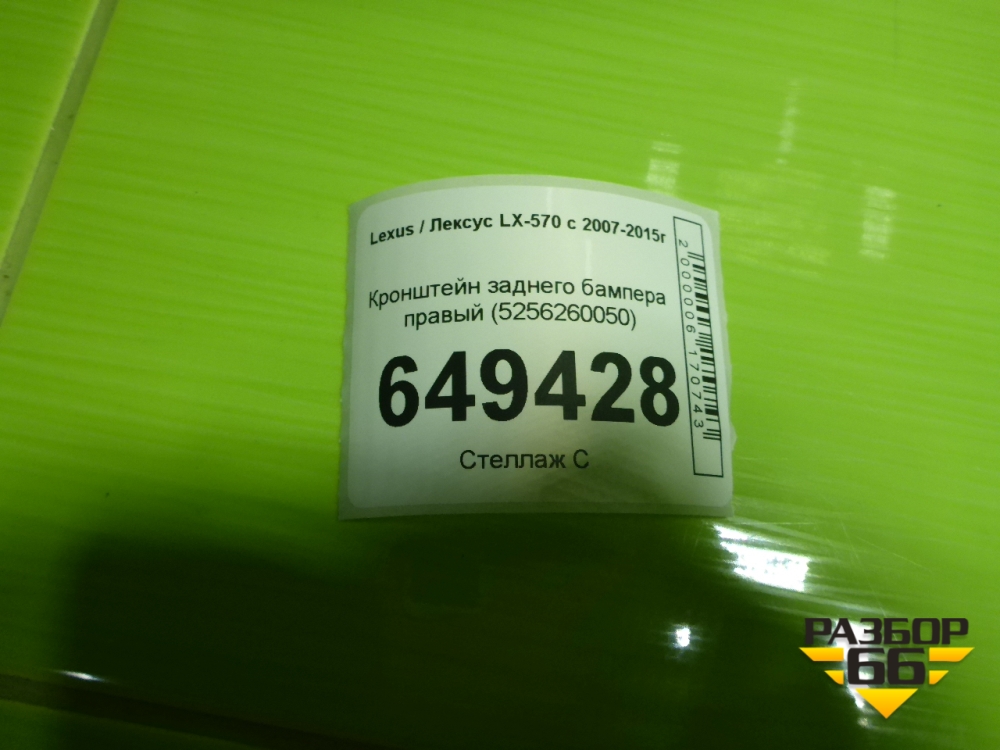 Lexus / Лексус LX-570 с 2007-2015г
Кронштейн заднего бампера
правый (5256260050)
649428
Стеллаж С
2000006170743
РАЗБОР
66